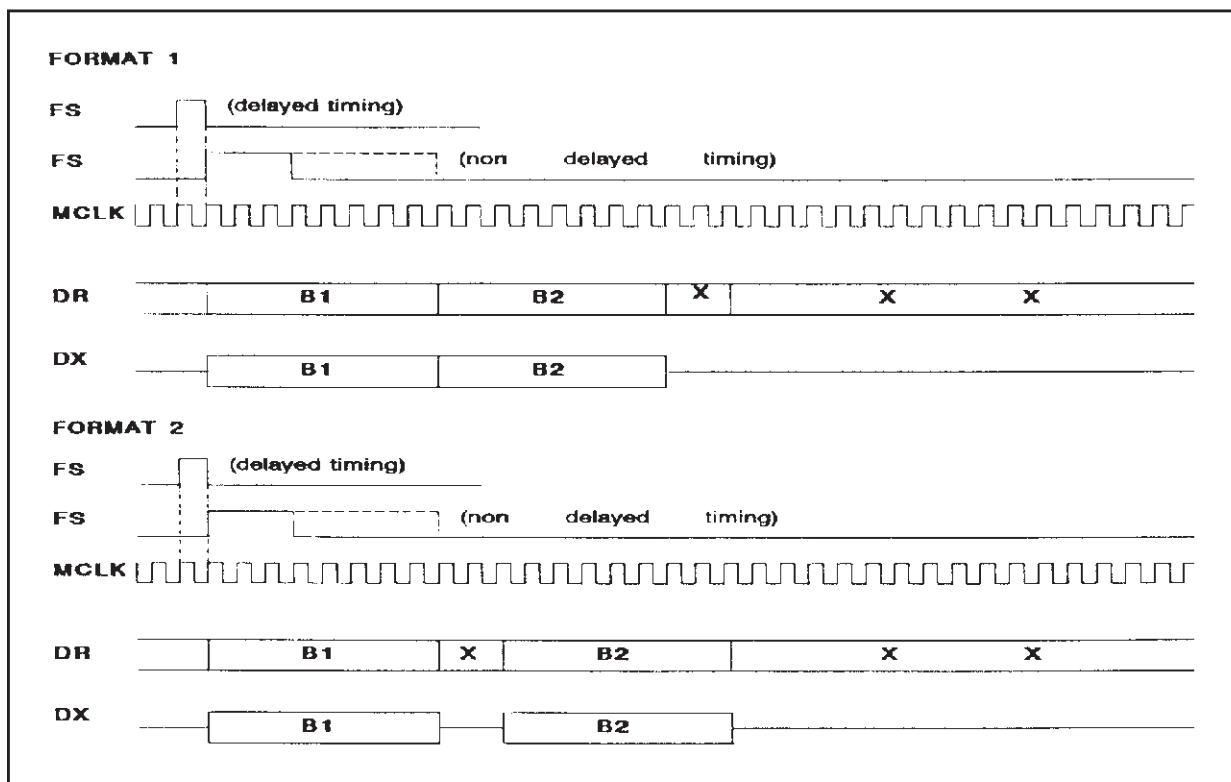 FORMAT 1
FS (delayed timing)
FS (non delayed timing)
MCLK
DR B1 B2 X X X
DX B1 B2
FORMAT 2
FS (delayed timing)
FS (non delayed timing)
MCLK
DR B1 X B2 X X
DX B1 B2